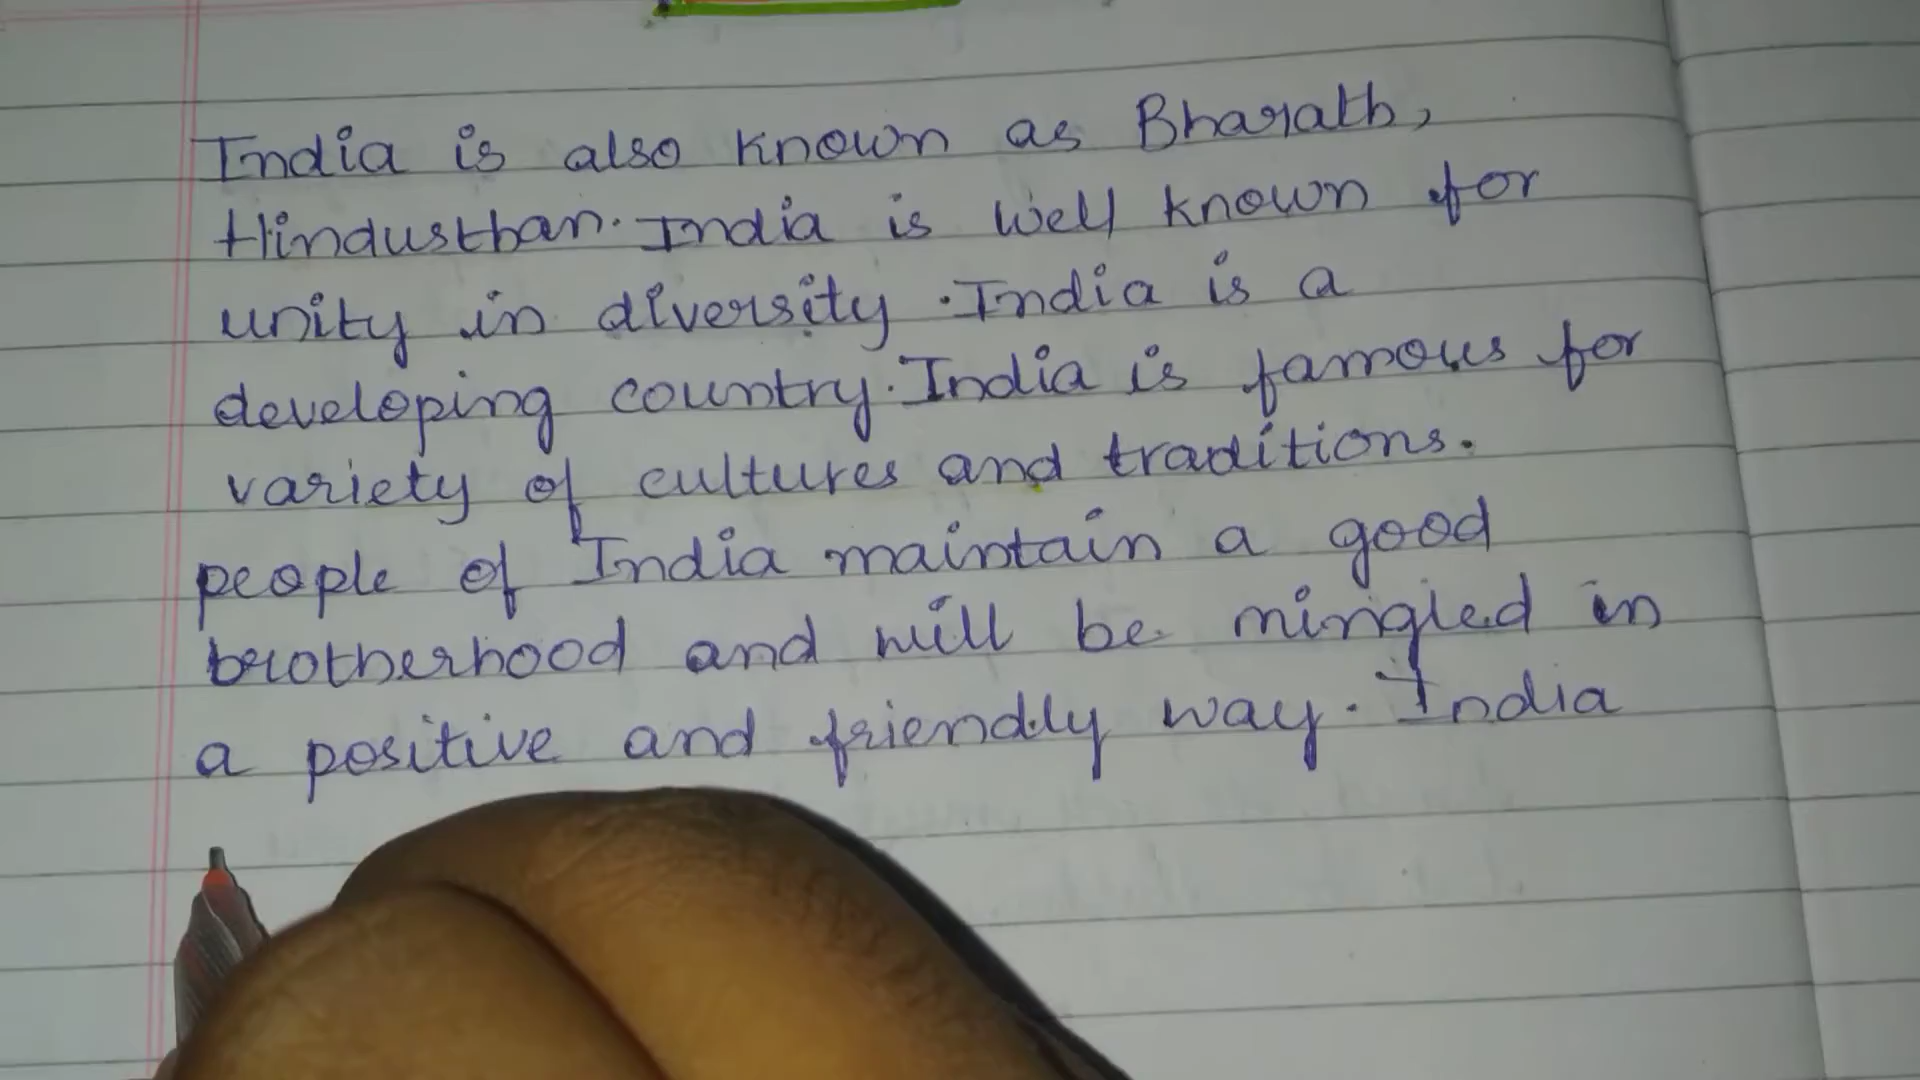 India is also known as Bharath,
Hindusthan. India is well known for
unity in diversity. India is a
developing country. India is famous for
variety of cultures and traditions.
people of India maintain a good
brotherhood and will be mingled in
a positive and friendly way. India